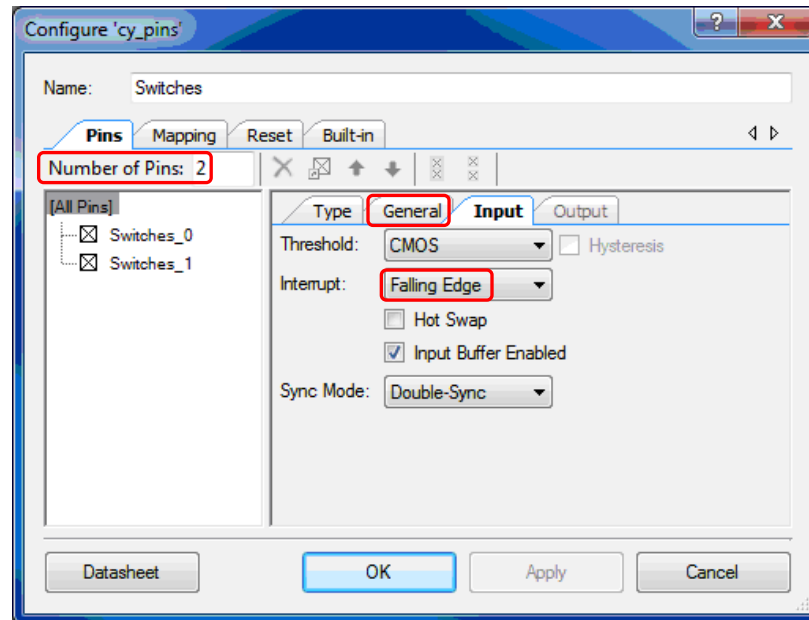 Configure 'cy_pins'
Name: Switches
Pins Mapping Reset Built-in
Number of Pins: 2
[All Pins]
Switches_0
Switches_1
Type General Input Output
Threshold: CMOS Hysteresis
Interrupt: Falling Edge
Hot Swap
Input Buffer Enabled
Sync Mode: Double-Sync
Datasheet OK Apply Cancel